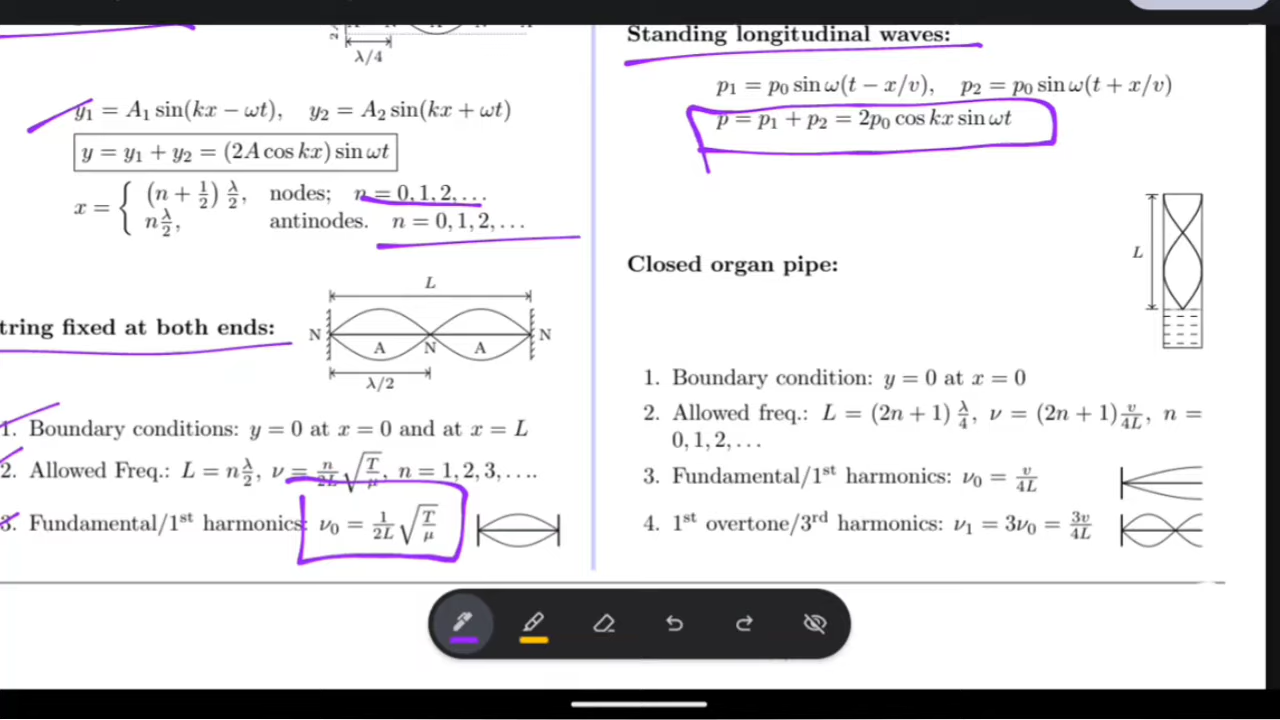 λ/4
y₁ = A₁ sin(kx − ωt), y₂ = A₂ sin(kx + ωt)
y = y₁ + y₂ = (2A cos kx) sin ωt
x = { (n + 1/2) λ/2, nodes; n = 0, 1, 2, …
nλ/2, antinodes. n = 0, 1, 2, …
tring fixed at both ends:
L
N
A
N
A
N
λ/2
1. Boundary conditions: y = 0 at x = 0 and at x = L
2. Allowed Freq.: L = nλ/2, ν = n/2L √T/μ, n = 1, 2, 3, ….
3. Fundamental/1st harmonics: ν₀ = 1/2L √T/μ
Standing longitudinal waves:
p₁ = p₀ sin ω(t − x/v), p₂ = p₀ sin ω(t + x/v)
p = p₁ + p₂ = 2p₀ cos kx sin ωt
Closed organ pipe:
L
1. Boundary condition: y = 0 at x = 0
2. Allowed freq.: L = (2n + 1) λ/4, ν = (2n + 1) v/4L, n =
0, 1, 2, …
3. Fundamental/1st harmonics: ν₀ = v/4L
4. 1st overtone/3rd harmonics: ν₁ = 3ν₀ = 3v/4L